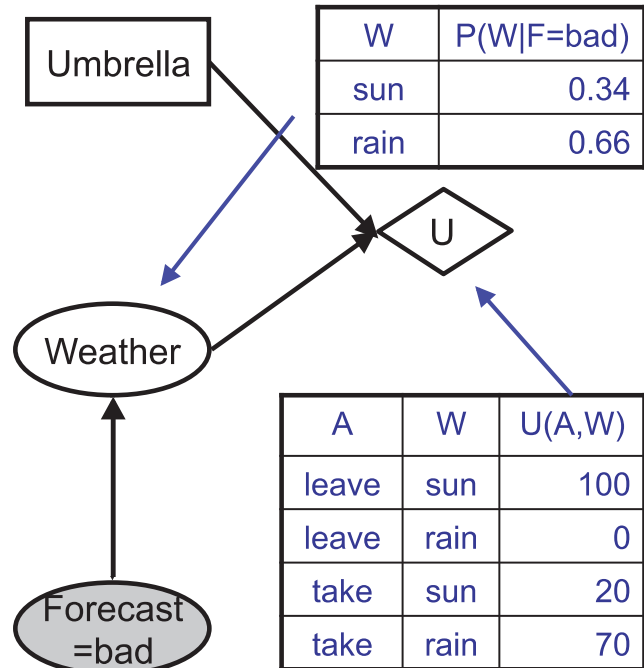 Umbrella
W P(W|F=bad)
sun 0.34
rain 0.66
U
Weather
A W U(A,W)
leave sun 100
leave rain 0
take sun 20
take rain 70
Forecast
=bad